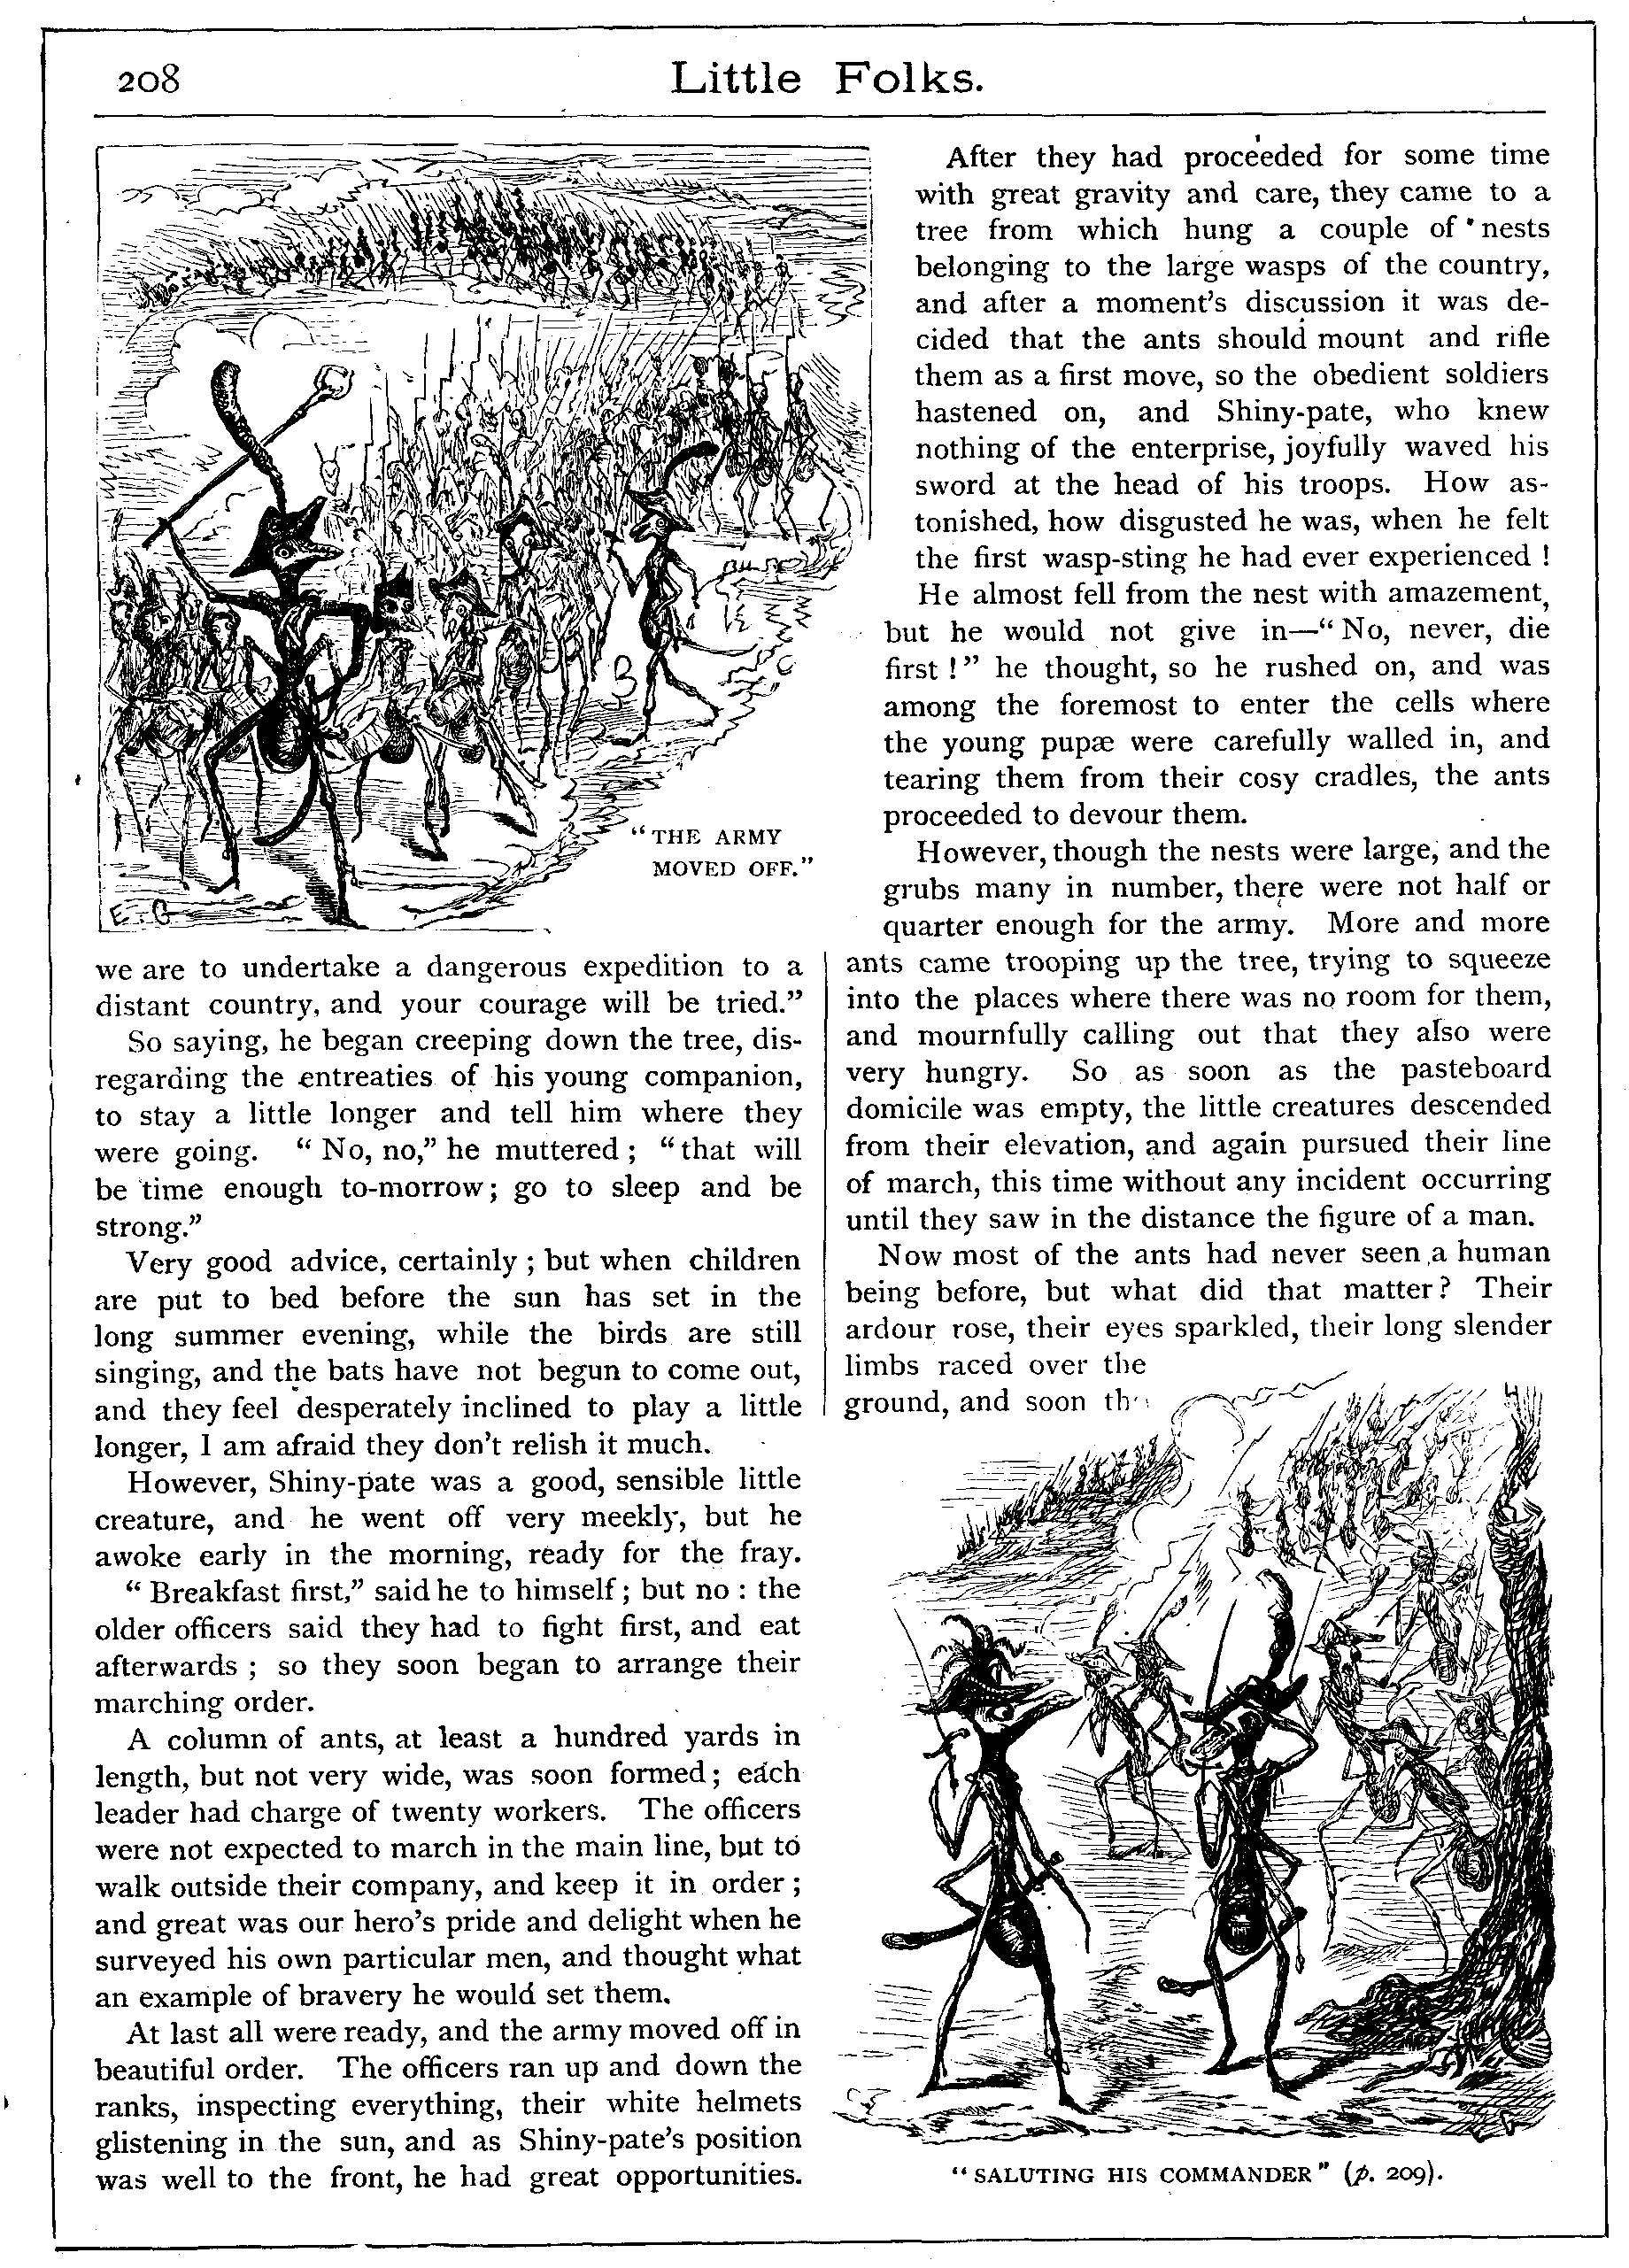 208
Little Folks.
"THE ARMY
MOVED OFF."
E. G
we are to undertake a dangerous expedition to a
distant country, and your courage will be tried."
So saying, he began creeping down the tree, dis-
regarding the entreaties of his young companion,
to stay a little longer and tell him where they
were going. "No, no," he muttered; "that will
be time enough to-morrow; go to sleep and be
strong."
Very good advice, certainly; but when children
are put to bed before the sun has set in the
long summer evening, while the birds are still
singing, and the bats have not begun to come out,
and they feel desperately inclined to play a little
longer, I am afraid they don't relish it much.
However, Shiny-pate was a good, sensible little
creature, and he went off very meekly, but he
awoke early in the morning, ready for the fray.
"Breakfast first," said he to himself; but no: the
older officers said they had to fight first, and eat
afterwards; so they soon began to arrange their
marching order.
A column of ants, at least a hundred yards in
length, but not very wide, was soon formed; each
leader had charge of twenty workers. The officers
were not expected to march in the main line, but to
walk outside their company, and keep it in order;
and great was our hero's pride and delight when he
surveyed his own particular men, and thought what
an example of bravery he would set them.
At last all were ready, and the army moved off in
beautiful order. The officers ran up and down the
ranks, inspecting everything, their white helmets
glistening in the sun, and as Shiny-pate's position
was well to the front, he had great opportunities.
After they had proceeded for some time
with great gravity and care, they came to a
tree from which hung a couple of nests
belonging to the large wasps of the country,
and after a moment's discussion it was de-
cided that the ants should mount and rifle
them as a first move, so the obedient soldiers
hastened on, and Shiny-pate, who knew
nothing of the enterprise, joyfully waved his
sword at the head of his troops. How as-
tonished, how disgusted he was, when he felt
the first wasp-sting he had ever experienced!
He almost fell from the nest with amazement,
but he would not give in—"No, never, die
first!" he thought, so he rushed on, and was
among the foremost to enter the cells where
the young pupæ were carefully walled in, and
tearing them from their cosy cradles, the ants
proceeded to devour them.
However, though the nests were large, and the
grubs many in number, there were not half or
quarter enough for the army. More and more
ants came trooping up the tree, trying to squeeze
into the places where there was no room for them,
and mournfully calling out that they also were
very hungry. So as soon as the pasteboard
domicile was empty, the little creatures descended
from their elevation, and again pursued their line
of march, this time without any incident occurring
until they saw in the distance the figure of a man.
Now most of the ants had never seen a human
being before, but what did that matter? Their
ardour rose, their eyes sparkled, their long slender
limbs raced over the
ground, and soon
"SALUTING HIS COMMANDER" (p. 209).